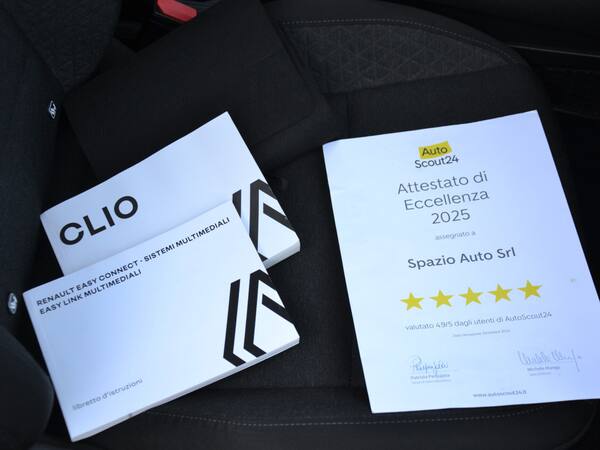 CLIO
RENAULT EASY CONNECT - SISTEMI MULTIMEDIALI
EASY LINK MULTIMEDIALI
libretto d'istruzioni
Auto
Scout24
Attestato di
Eccellenza
2025
assegnato a
Spazio Auto Srl
valutato 4.9/5 dagli utenti di AutoScout24
www.autoscout24.it